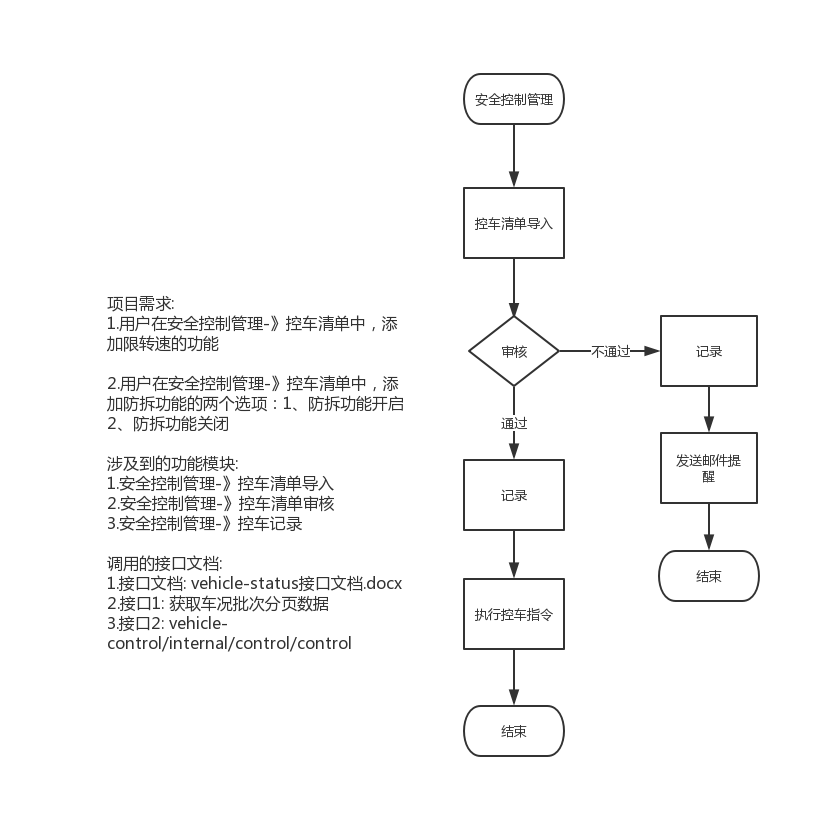 安全控制管理
控车清单导入
项目需求:
1.用户在安全控制管理-》控车清单中，添
加限转速的功能
2.用户在安全控制管理-》控车清单中，添
加防拆功能的两个选项：1、防拆功能开启
2、防拆功能关闭
涉及到的功能模块:
1.安全控制管理-》控车清单导入
2.安全控制管理-》控车清单审核
3.安全控制管理-》控车记录
调用的接口文档:
1.接口文档: vehicle-status接口文档.docx
2.接口1: 获取车况批次分页数据
3.接口2: vehicle-
control/internal/control/control
审核
不通过
记录
通过
发送邮件提
醒
记录
结束
执行控车指令
结束